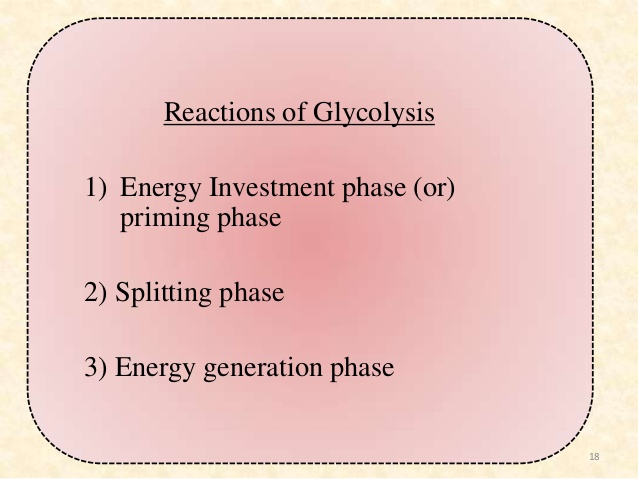 Reactions of Glycolysis
1) Energy Investment phase (or)
priming phase
2) Splitting phase
3) Energy generation phase
18